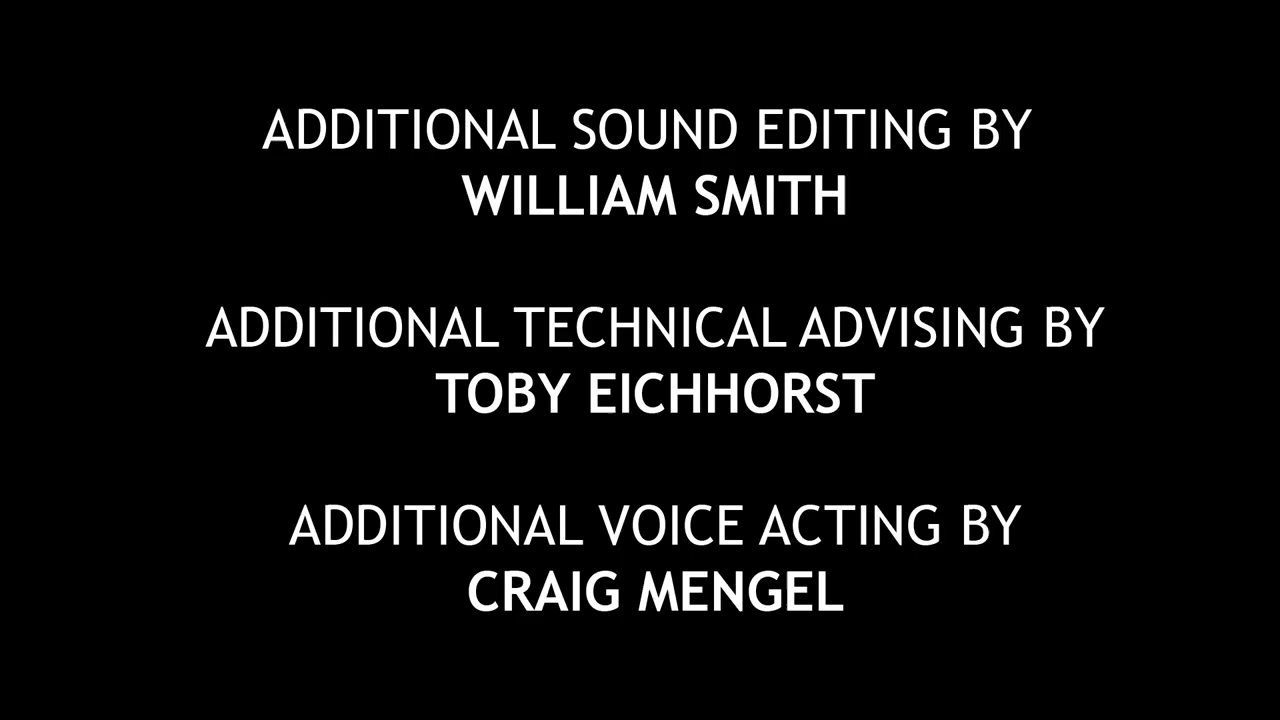 ADDITIONAL SOUND EDITING BY
WILLIAM SMITH
ADDITIONAL TECHNICAL ADVISING BY
TOBY EICHHORST
ADDITIONAL VOICE ACTING BY
CRAIG MENGEL